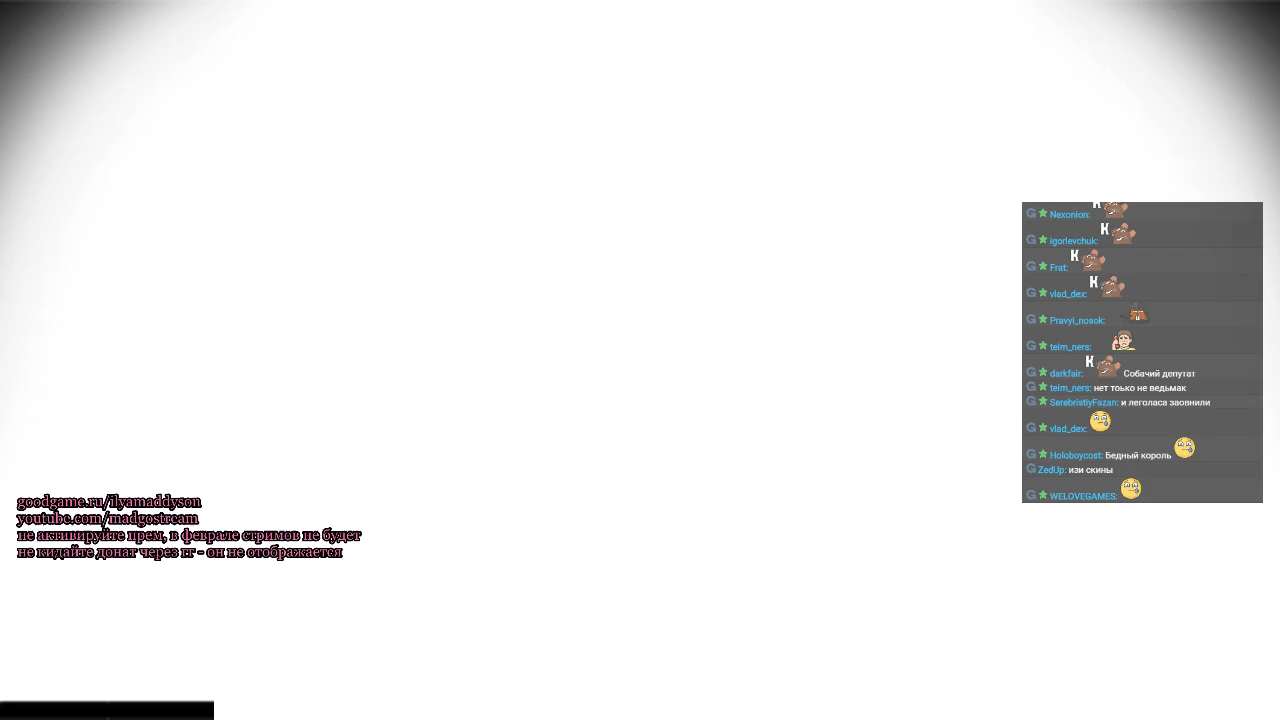 Nexonion: K
igorlevchuk: K
Frat: K
vlad_dex: K
Pravyi_nosok:
teim_ners:
darkfair: K Собачий депутат
teim_ners: нет тоько не ведьмак
SerebristiyFazan: и леголаса заовнили
vlad_dex:
Holoboycost: Бедный король
ZedUp: изи скины
WELOVEGAMES:
goodgame.ru/ilyamaddyson
youtube.com/madgostream
не активируйте прем, в феврале стримов не будет
не кидайте донат через гг - он не отображается